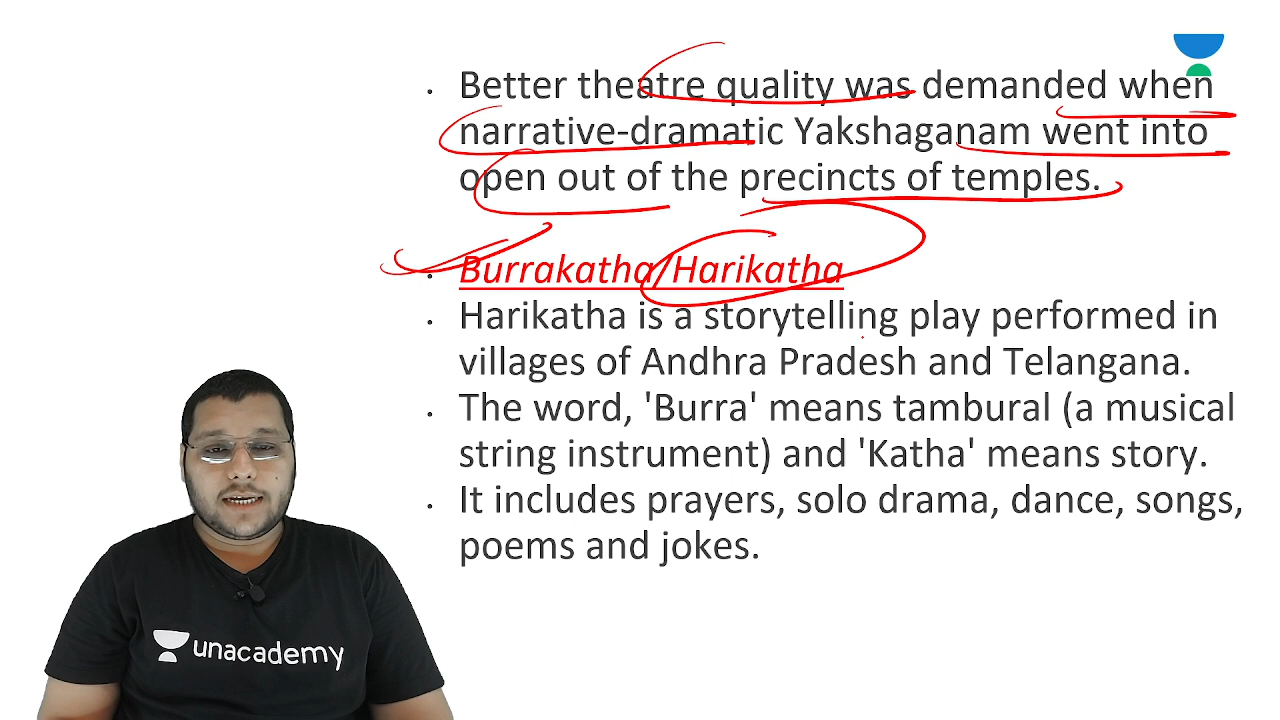 Better theatre quality was demanded when
narrative-dramatic Yakshaganam went into
open out of the precincts of temples.
Burrakatha/Harikatha
Harikatha is a storytelling play performed in
villages of Andhra Pradesh and Telangana.
The word, 'Burra' means tambural (a musical
string instrument) and 'Katha' means story.
It includes prayers, solo drama, dance, songs,
poems and jokes.
unacademy